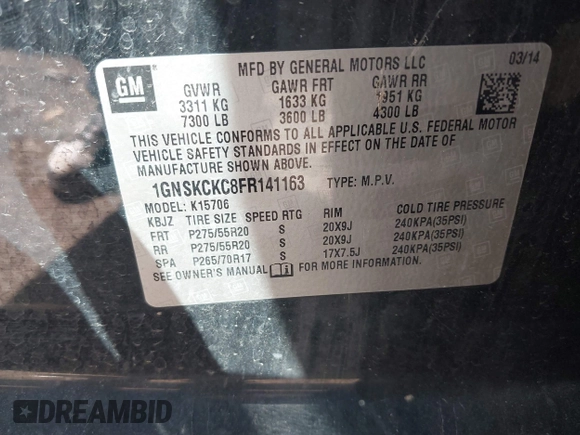 MFD BY GENERAL MOTORS LLC 03/14
GM ®
GVWR GAWR FRT GAWR RR
3311 KG 1633 KG 1951 KG
7300 LB 3600 LB 4300 LB
THIS VEHICLE CONFORMS TO ALL APPLICABLE U.S. FEDERAL MOTOR
VEHICLE SAFETY STANDARDS IN EFFECT ON THE DATE OF
MANUFACTURE SHOWN ABOVE.
1GNSKCKC8FR141163 TYPE: M.P.V.
MODEL: K15706
KBJZ TIRE SIZE SPEED RTG RIM COLD TIRE PRESSURE
FRT P275/55R20 S 20X9J 240KPA(35PSI)
RR P275/55R20 S 20X9J 240KPA(35PSI)
SPA P265/70R17 S 17X7.5J 240KPA(35PSI)
SEE OWNER'S MANUAL FOR MORE INFORMATION.
DREAMBID